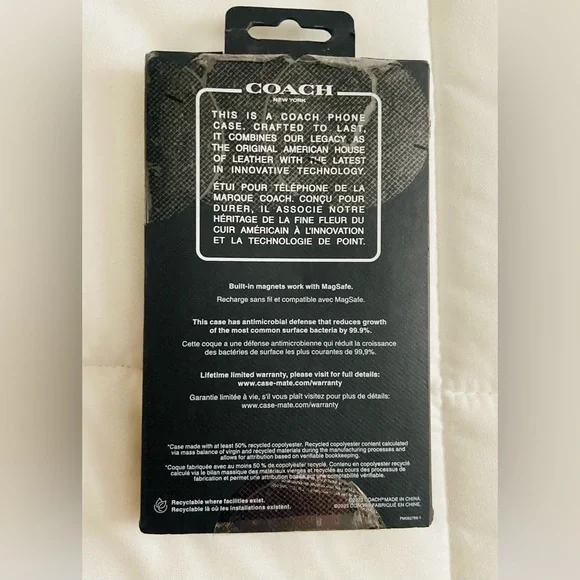 COACH
NEW YORK
THIS IS A COACH PHONE
CASE. CRAFTED TO LAST,
IT COMBINES OUR LEGACY AS
THE ORIGINAL AMERICAN HOUSE
OF LEATHER WITH THE LATEST
IN INNOVATIVE TECHNOLOGY.
ÉTUI POUR TÉLÉPHONE DE LA
MARQUE COACH. CONÇU POUR
DURER, IL ASSOCIE NOTRE
HÉRITAGE DE LA FINE FLEUR DU
CUIR AMÉRICAIN À L'INNOVATION
ET LA TECHNOLOGIE DE POINT.
Built-in magnets work with MagSafe.
Recharge sans fil et compatible avec MagSafe.
This case has antimicrobial defense that reduces growth
of the most common surface bacteria by 99.9%.
Cette coque a une défense antimicrobienne qui réduit la croissance
des bactéries de surface les plus courantes de 99,9%.
Lifetime limited warranty, please visit for full details:
www.case-mate.com/warranty
Garantie limitée à vie, s'il vous plaît visitez pour plus de détails:
www.case-mate.com/warranty
*Case made with at least 50% recycled copolyester. Recycled copolyester content calculated
via mass balance of virgin and recycled materials during the manufacturing processes and
allows for attribution based on verifiable bookkeeping.
*Coque fabriquée avec au moins 50 % de copolyester recyclé. Contenu en copolyester recyclé
calculé via le bilan massique des matériaux vierges et recyclés au cours des processus de
fabrication et permet une attribution basée sur une comptabilité vérifiable.
Recyclable where facilities exist.
Recyclable là où les installations existent.
COACH® MADE IN CHINA
FABRIQUÉ EN CHINE.